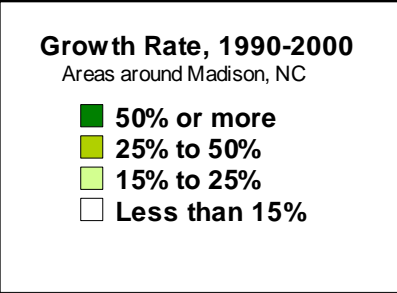 Growth Rate, 1990-2000
Areas around Madison, NC
50% or more
25% to 50%
15% to 25%
Less than 15%